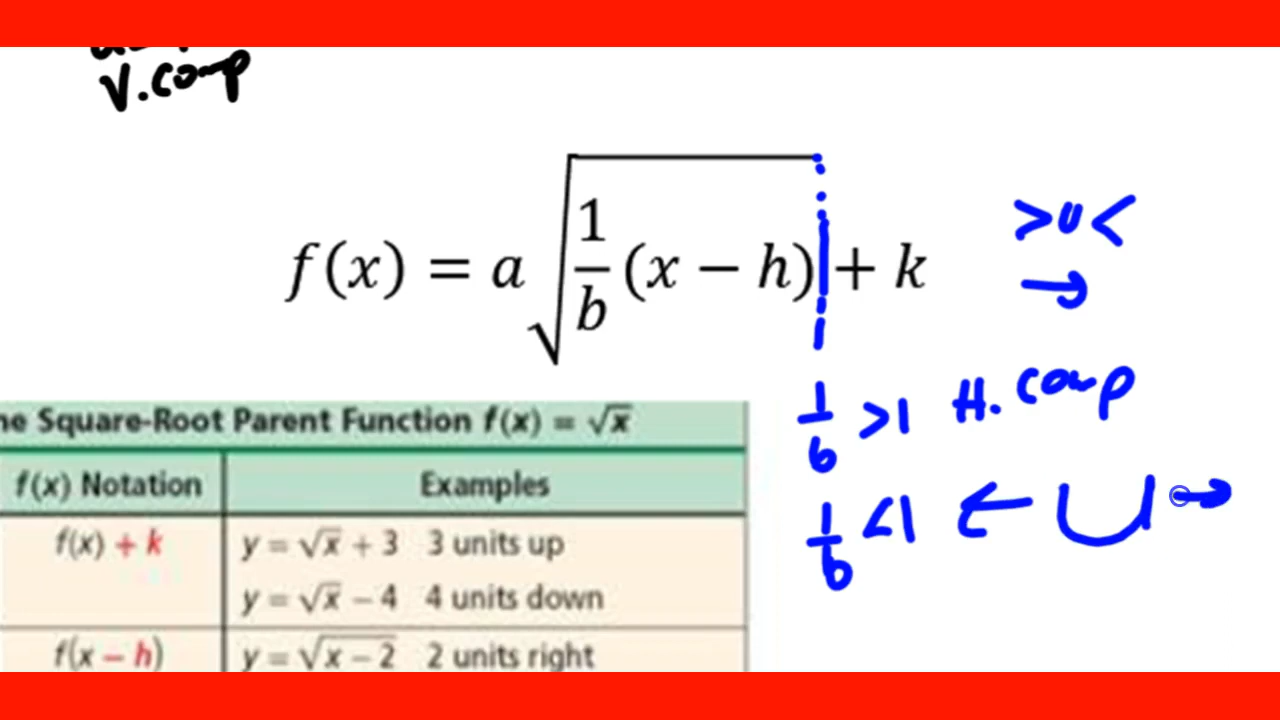 V. comp
f(x) = a √(1/b (x − h)) + k
> U <
→
1/b > 1 H. comp
1/b < 1 ← U →
he Square-Root Parent Function f(x) = √x
f(x) Notation Examples
f(x) + k y = √x + 3 3 units up
y = √x − 4 4 units down
f(x − h) y = √(x − 2) 2 units right